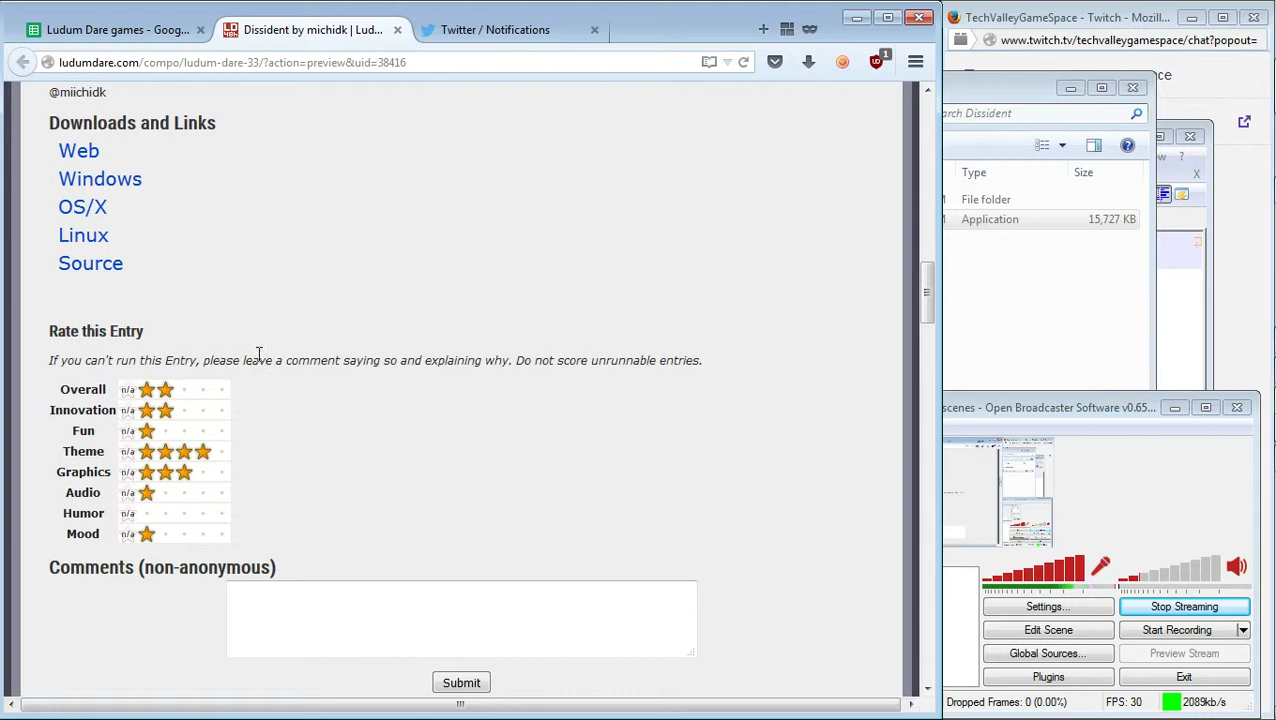 Ludum Dare games - Goog...
Dissident by michidk | Lud...
Twitter / Notifications
TechValleyGameSpace - Twitch - Mozill...
ludumdare.com/compo/ludumdare-33/?action=preview&uid=38416
1
www.twitch.tv/techvalleygamespace/chat?popout=
@miichidk
Downloads and Links
Web
Windows
OS/X
Linux
Source
Rate this Entry
If you can't run this Entry, please leave a comment saying so and explaining why. Do not score unrunnable entries.
Overall n/a
Innovation n/a
Fun n/a
Theme n/a
Graphics n/a
Audio n/a
Humor n/a
Mood n/a
Comments (non-anonymous)
Submit
pace
arch Dissident
Type Size
File folder
Application 15,727 KB
w ?
X
2
scenes - Open Broadcaster Software v0.65...
Settings... Stop Streaming
Edit Scene Start Recording
Global Sources... Preview Stream
Plugins Exit
Dropped Frames: 0 (0.00%) FPS: 30 2089kb/s